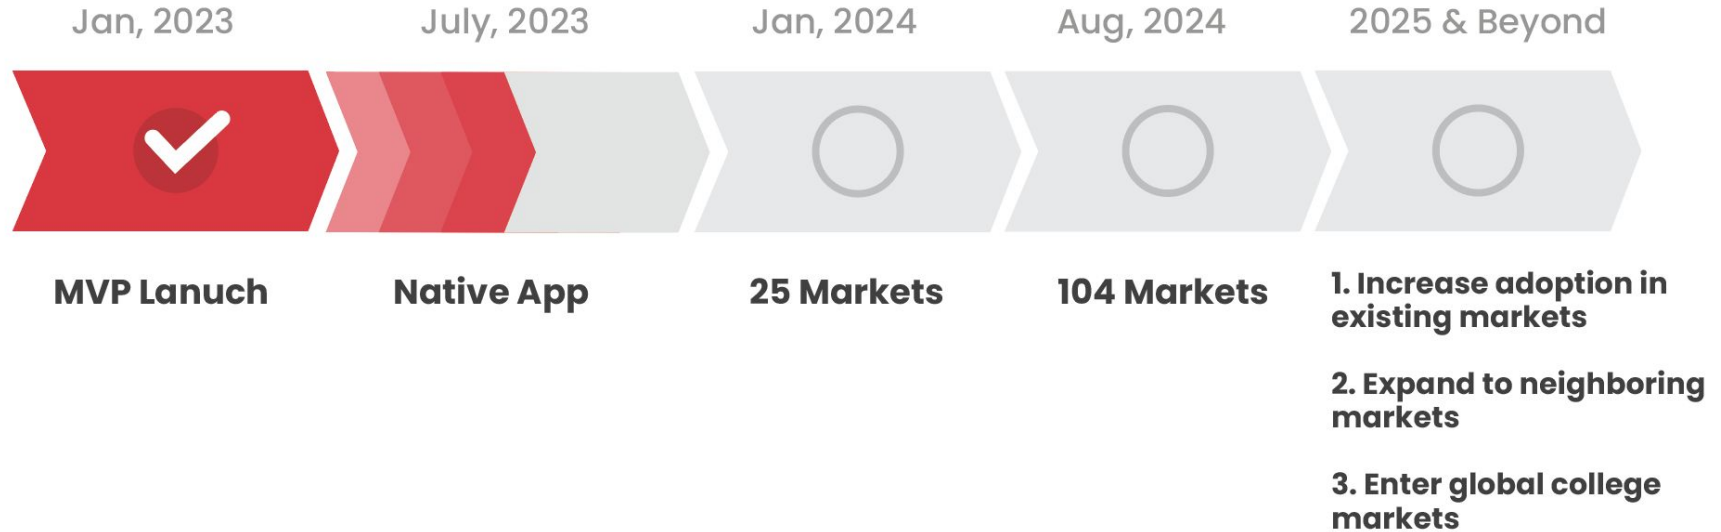 Jan, 2023
July, 2023
Jan, 2024
Aug, 2024
2025 & Beyond
MVP Lanuch
Native App
25 Markets
104 Markets
1. Increase adoption in
existing markets
2. Expand to neighboring
markets
3. Enter global college
markets